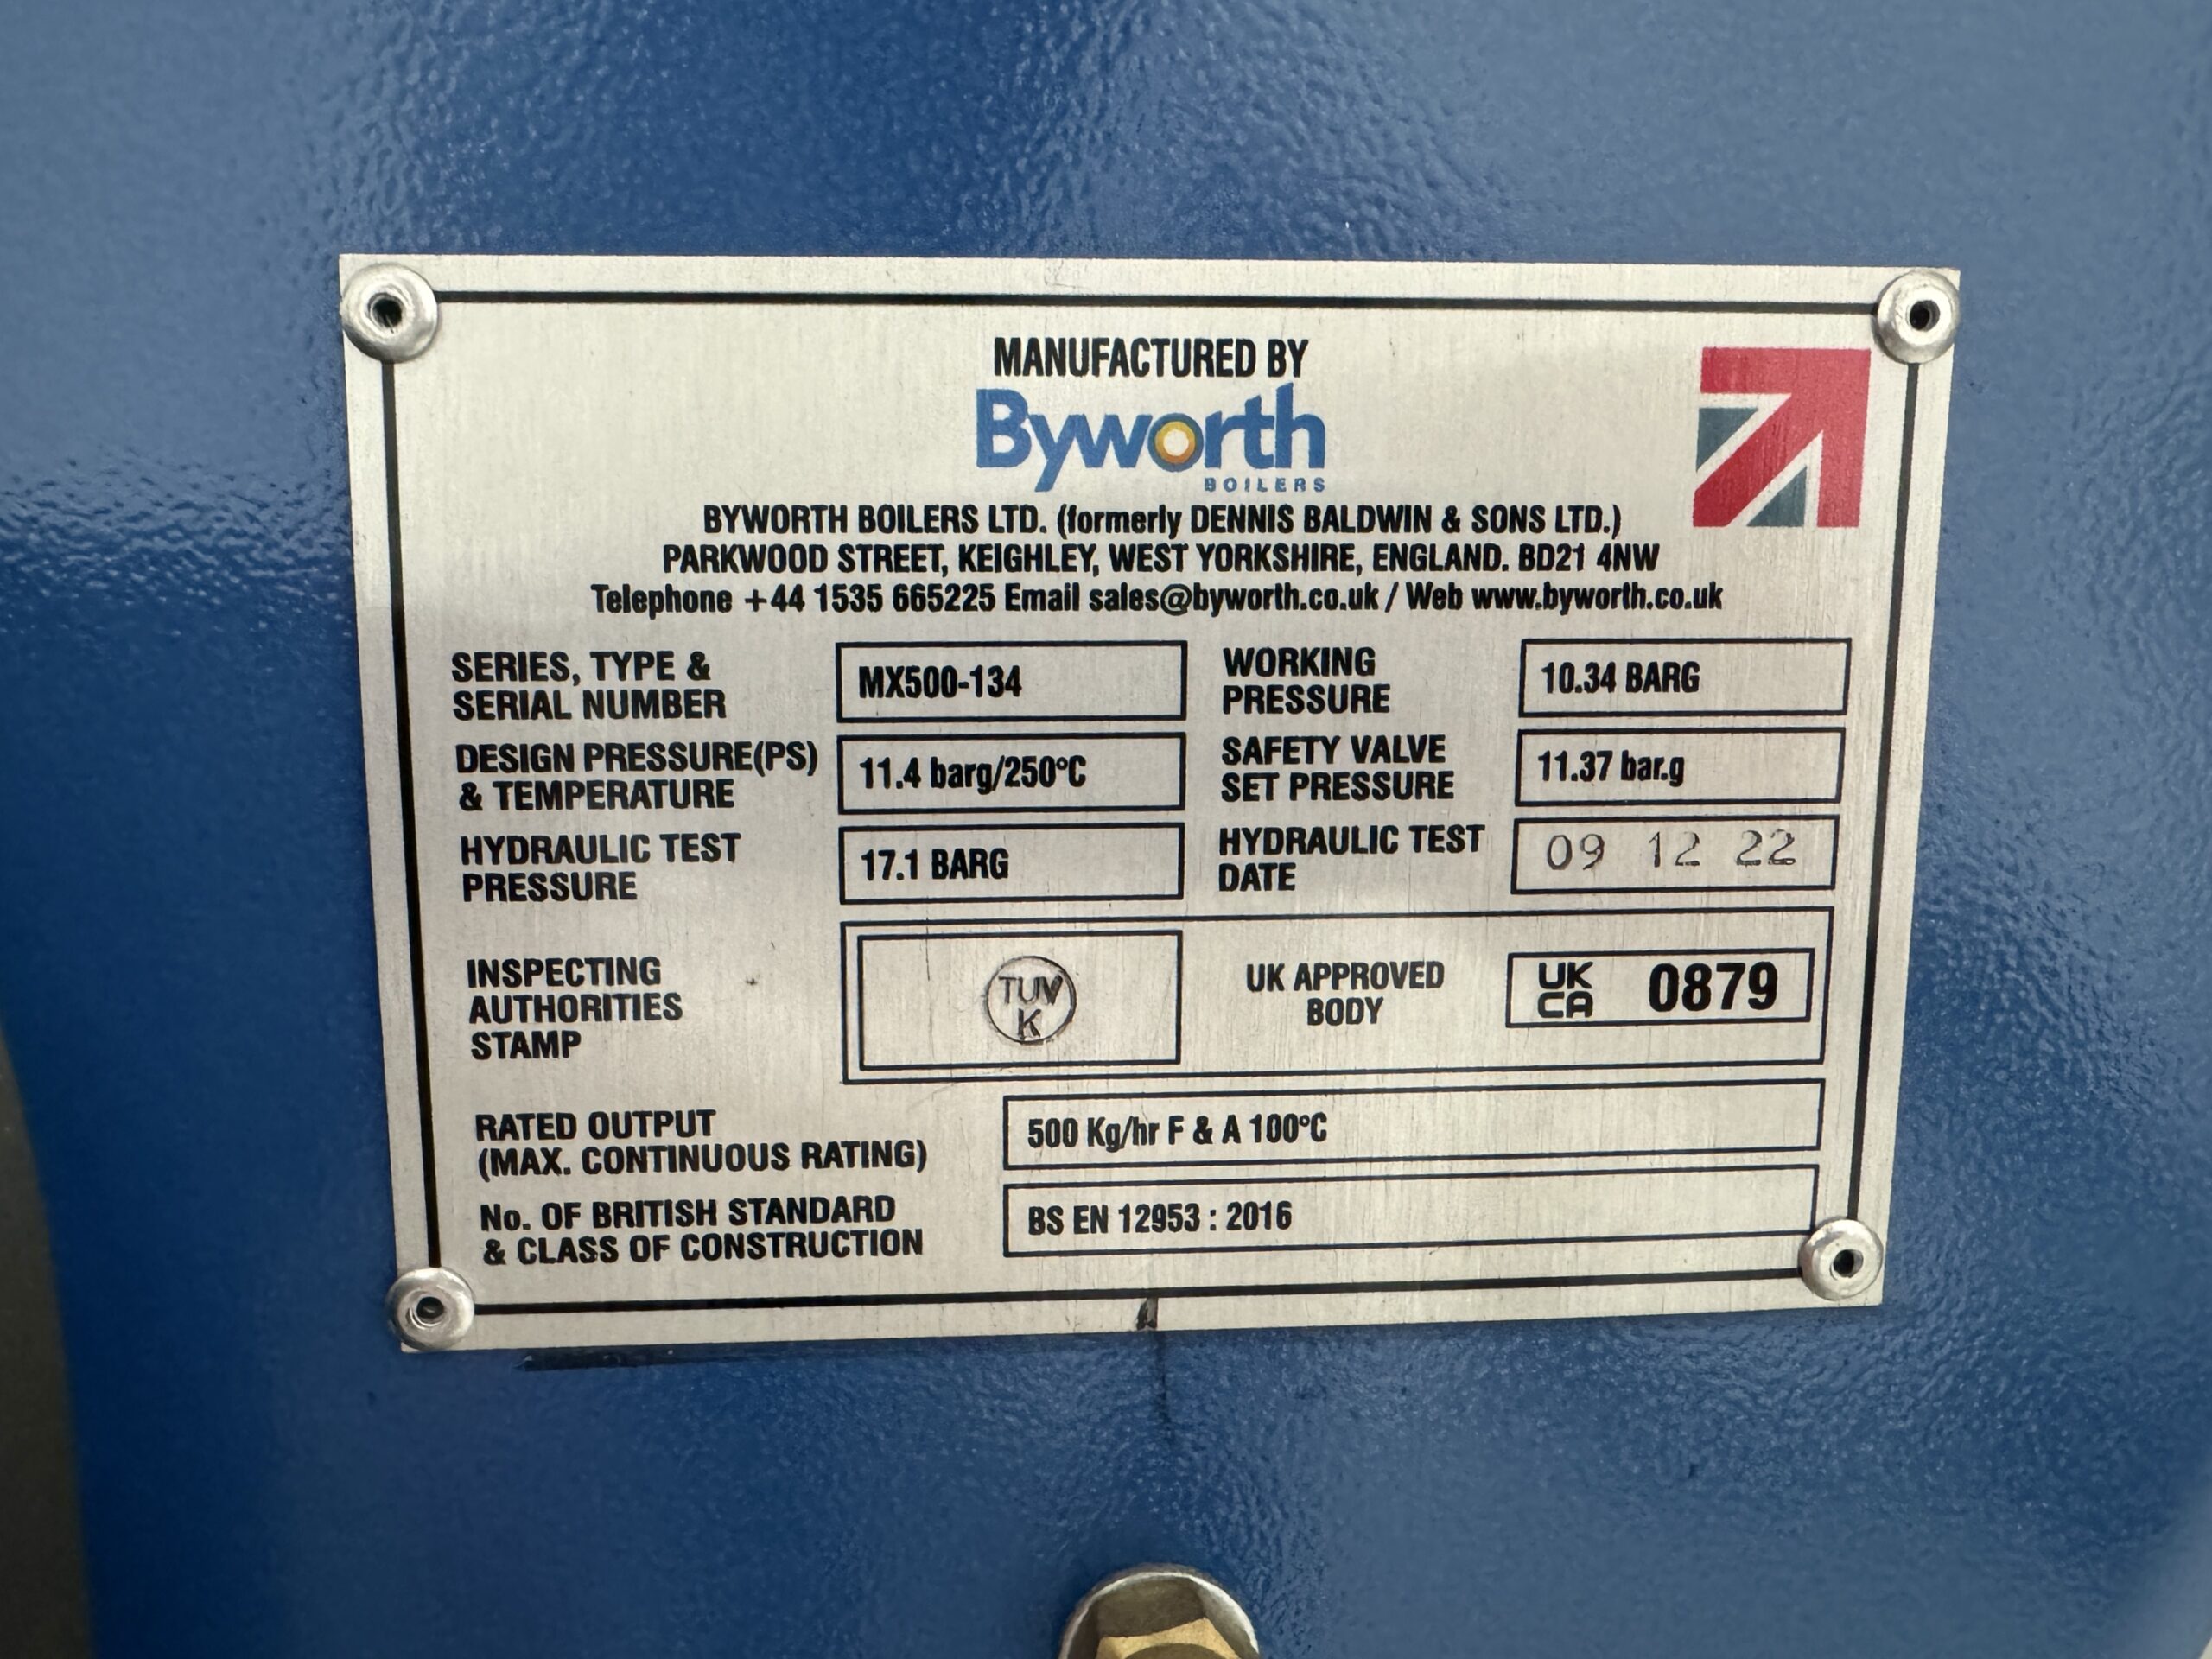 MANUFACTURED BY
Byworth
BOILERS
BYWORTH BOILERS LTD. (formerly DENNIS BALDWIN & SONS LTD.)
PARKWOOD STREET, KEIGHLEY, WEST YORKSHIRE, ENGLAND. BD21 4NW
Telephone +44 1535 665225 Email sales@byworth.co.uk / Web www.byworth.co.uk
SERIES, TYPE &
SERIAL NUMBER
MX500-134
WORKING
PRESSURE
10.34 BARG
DESIGN PRESSURE(PS)
& TEMPERATURE
11.4 barg/250°C
SAFETY VALVE
SET PRESSURE
11.37 bar.g
HYDRAULIC TEST
PRESSURE
17.1 BARG
HYDRAULIC TEST
DATE
09 12 22
INSPECTING
AUTHORITIES
STAMP
TUV
K
UK APPROVED
BODY
UK
CA
0879
RATED OUTPUT
(MAX. CONTINUOUS RATING)
500 Kg/hr F & A 100°C
No. OF BRITISH STANDARD
& CLASS OF CONSTRUCTION
BS EN 12953 : 2016